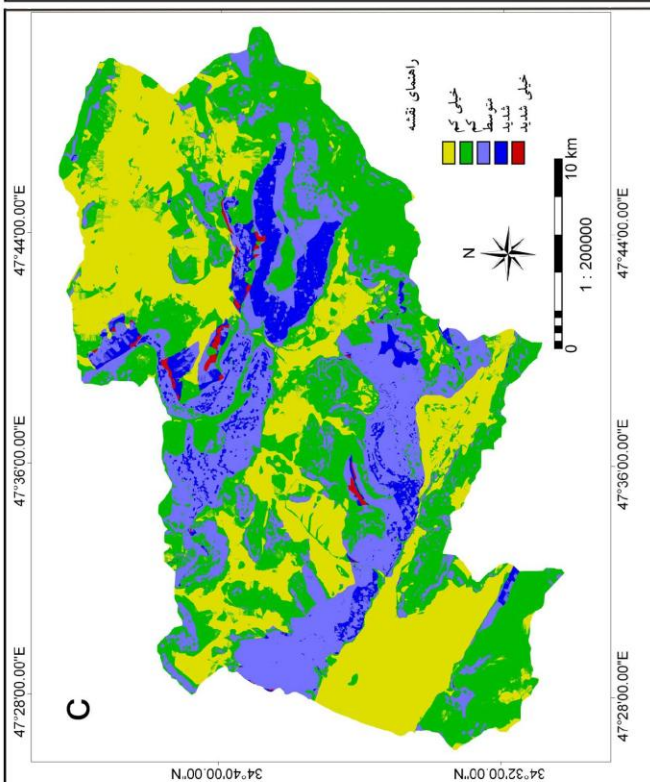 47°44'00.00"E
47°36'00.00"E
47°28'00.00"E
34°40'00.00"N
34°32'00.00"N
C
راهنمای نقشه
خیلی کم
کم
متوسط
شدید
خیلی شدید
N
0
10 km
1 : 200000
47°44'00.00"E
47°36'00.00"E
47°28'00.00"E